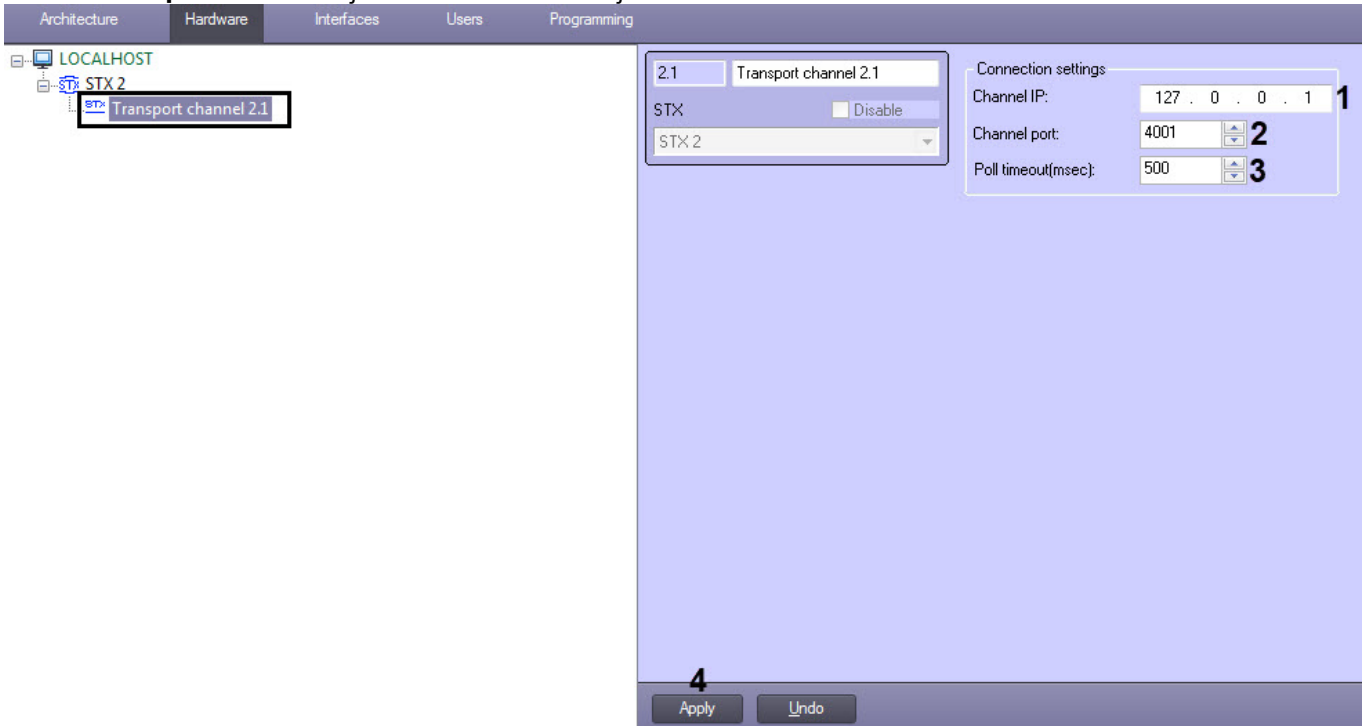 Architecture Hardware Interfaces Users Programming
LOCALHOST
STX 2
STX Transport channel 2.1
2.1 Transport channel 2.1
STX Disable
STX 2
Connection settings
Channel IP: 127 . 0 . 0 . 1 1
Channel port: 4001 2
Poll timeout(msec): 500 3
4
Apply Undo